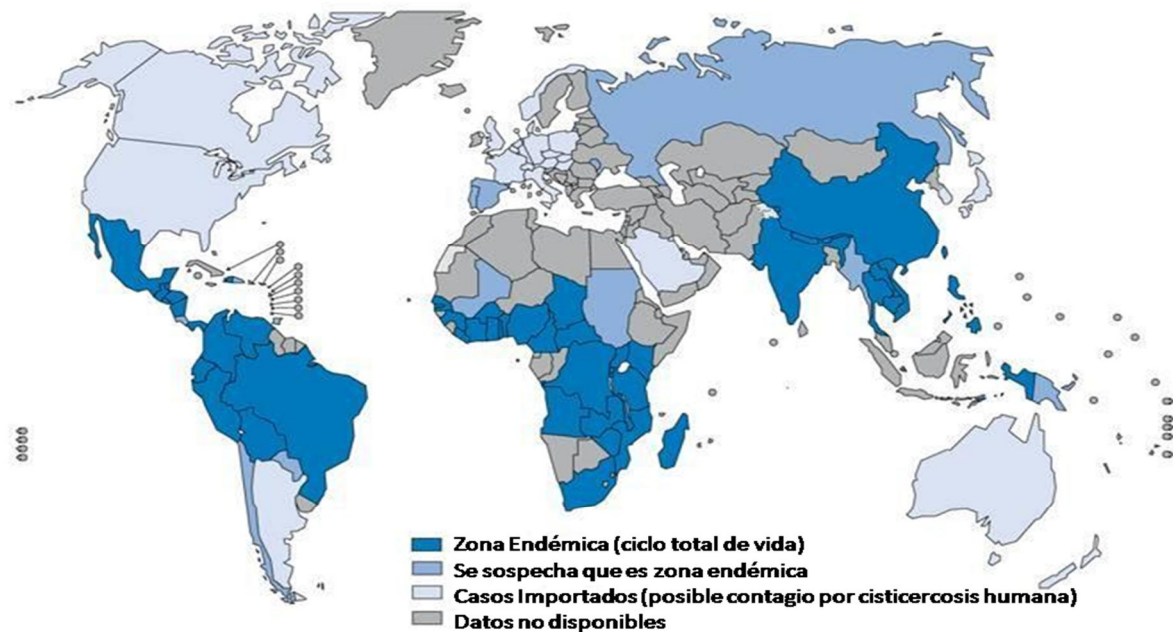 Zona Endémica (ciclo total de vida)
Se sospecha que es zona endémica
Casos Importados (posible contagio por cisticercosis humana)
Datos no disponibles